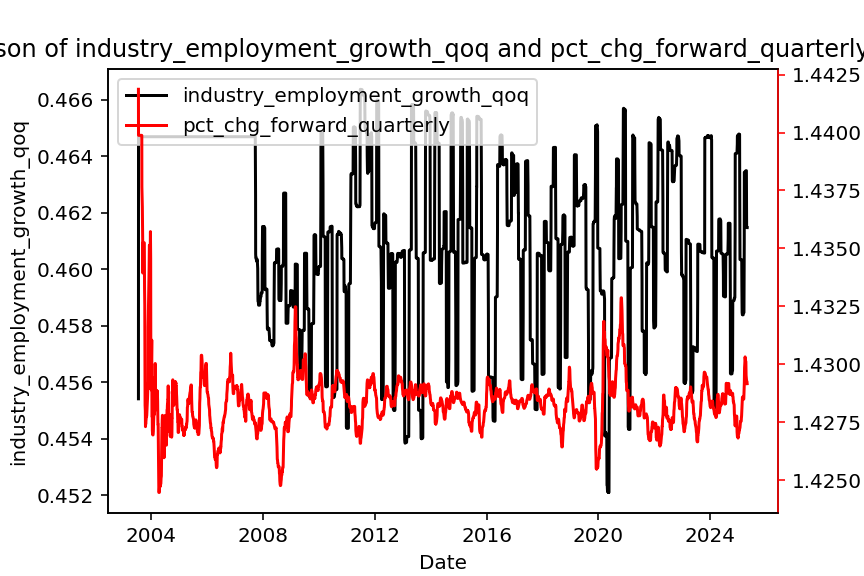 son of industry_employment_growth_qoq and pct_chg_forward_quarterly
industry_employment_growth_qoq
pct_chg_forward_quarterly
industry_employment_growth_qoq
0.466
0.464
0.462
0.460
0.458
0.456
0.454
0.452
1.4425
1.4400
1.4375
1.4350
1.4325
1.4300
1.4275
1.4250
2004 2008 2012 2016 2020 2024
Date